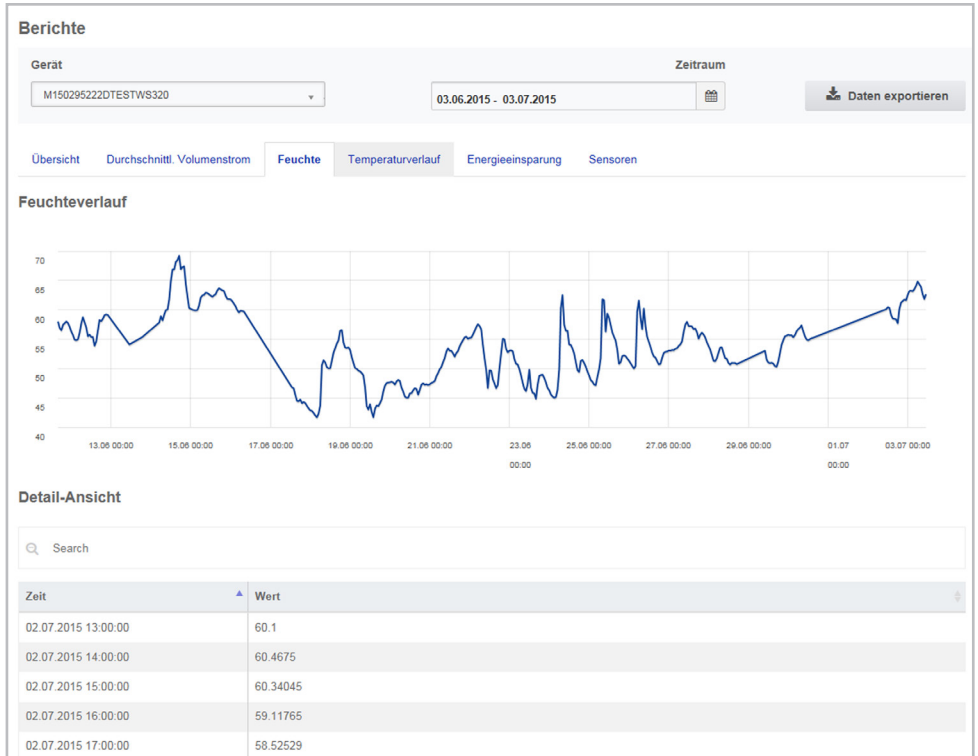 Berichte
Gerät
Zeitraum
M150295222DTESTWS320
03.06.2015 - 03.07.2015
Daten exportieren
Übersicht Durchschnittl. Volumenstrom Feuchte Temperaturverlauf Energieeinsparung Sensoren
Feuchteverlauf
70
65
60
55
50
45
40
13.06 00:00 15.06 00:00 17.06 00:00 19.06 00:00 21.06 00:00 23.06 25.06 00:00 27.06 00:00 29.06 00:00 01.07 03.07 00:00
00:00 00:00
Detail-Ansicht
Search
Zeit Wert
02.07.2015 13:00:00 60.1
02.07.2015 14:00:00 60.4675
02.07.2015 15:00:00 60.34045
02.07.2015 16:00:00 59.11765
02.07.2015 17:00:00 58.52529